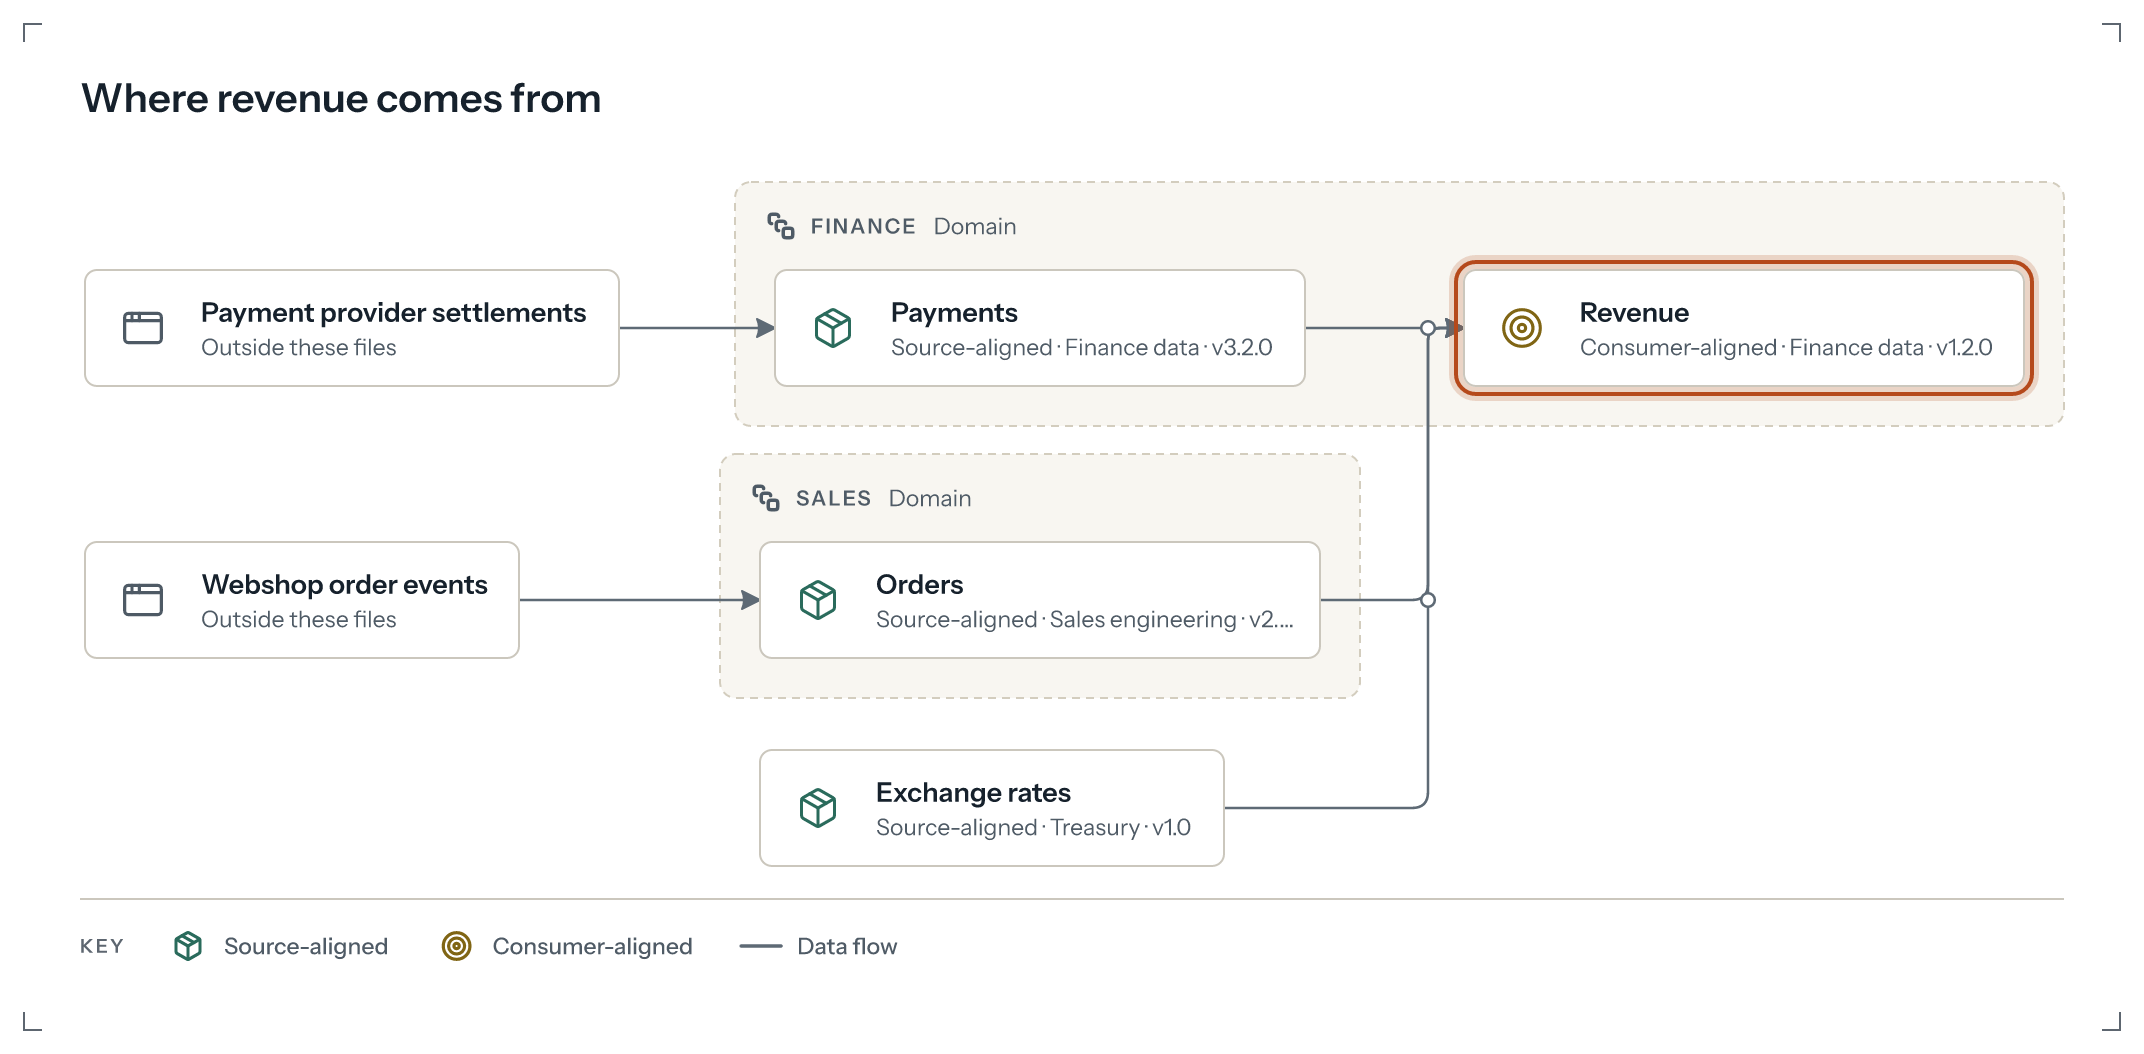 Where revenue comes from
FINANCE Domain
Payment provider settlements
Outside these files
Payments
Source-aligned · Finance data · v3.2.0
Revenue
Consumer-aligned · Finance data · v1.2.0
SALES Domain
Webshop order events
Outside these files
Orders
Source-aligned · Sales engineering · v2.…
Exchange rates
Source-aligned · Treasury · v1.0
KEY Source-aligned Consumer-aligned Data flow